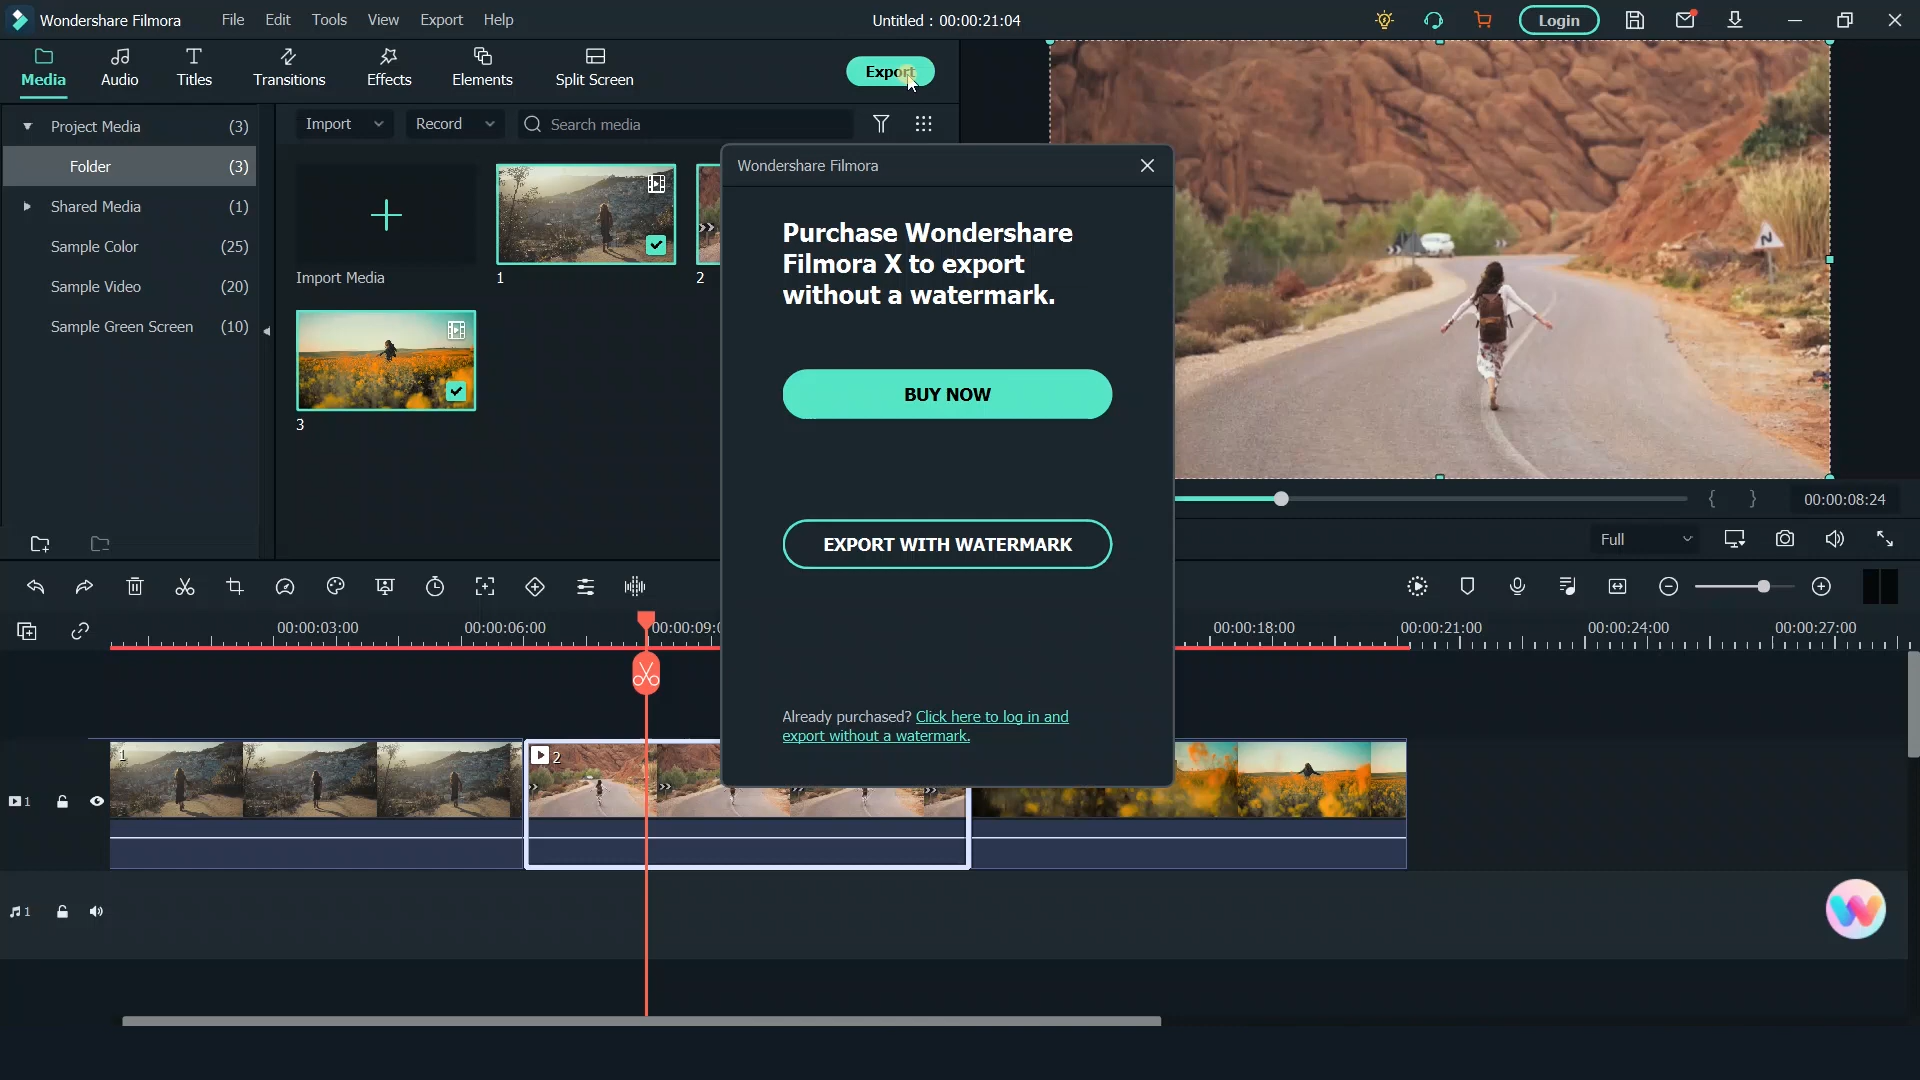 Wondershare Filmora File Edit Tools View Export Help Untitled : 00:00:21:04 Login
Media Audio Titles Transitions Effects Elements Split Screen Export
Project Media (3)
Folder (3)
Shared Media (1)
Sample Color (25)
Sample Video (20)
Sample Green Screen (10)
Import Record Search media
Import Media
1
2
3
Wondershare Filmora
Purchase Wondershare
Filmora X to export
without a watermark.
BUY NOW
EXPORT WITH WATERMARK
Already purchased? Click here to log in and
export without a watermark.
N
{ } 00:00:08:24
Full
00:00:03:00 00:00:06:00 00:00:09:0 00:00:18:00 00:00:21:00 00:00:24:00 00:00:27:00
1
2
1
1